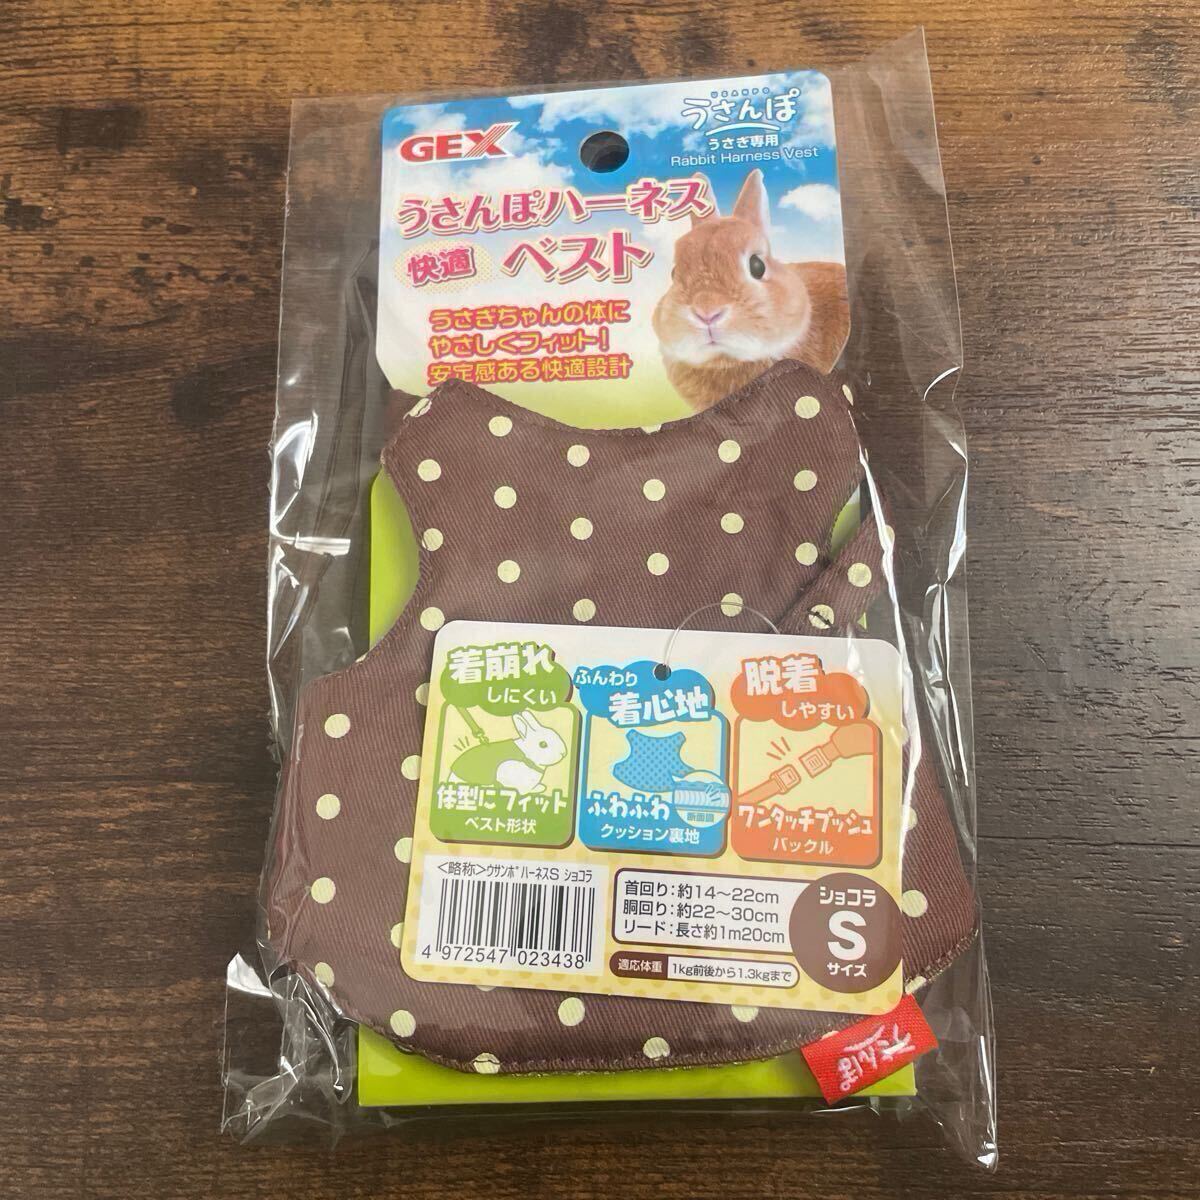 GEX
USANPO
うさんぽ
うさぎ専用
Rabbit Harness Vest
うさんぽハーネス
快適 ベスト
うさぎちゃんの体に
やさしくフィット!
安定感ある快適設計
着崩れ
しにくい
体型にフィット
ベスト形状
ふんわり
着心地
ふわふわ
断面図
クッション裏地
脱着
しやすい
ワンタッチプッシュ
バックル
<略称>ウサンポハーネスS ショコラ
4 972547 023438
首回り:約14〜22cm
胴回り:約22〜30cm
リード:長さ約1m20cm
適応体重 1kg前後から1.3kgまで
ショコラ
S
サイズ
うさんぽ